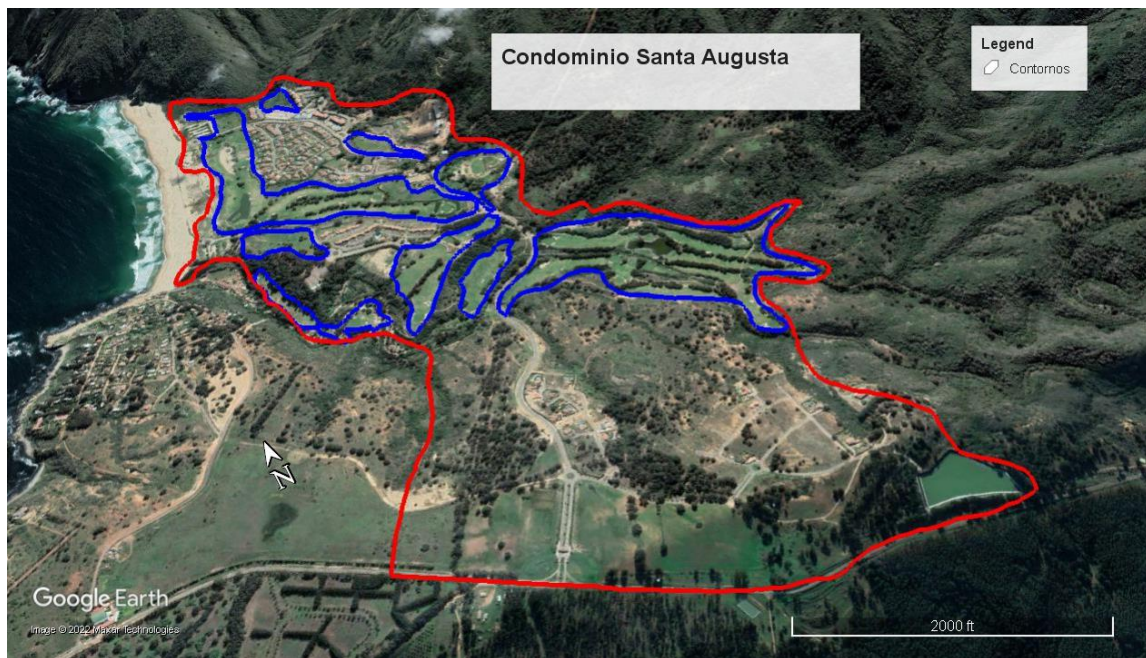 Condominio Santa Augusta
Legend
Contornos
N
Google Earth
Image © 2022 Maxar Technologies
2000 ft